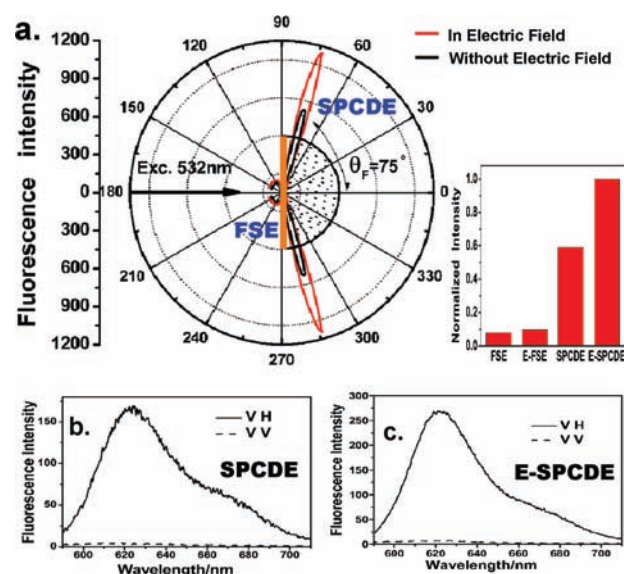 a.
In Electric Field
Without Electric Field
Fluorescence intensity
1200
900
600
300
0
300
600
900
1200
90
120
60
150
30
180
0
210
330
240
300
270
SPCDE
Exc. 532nm
θF=75°
FSE
Normalized Intensity
1.0
0.8
0.6
0.4
0.2
0.0
FSE E-FSE SPCDE E-SPCDE
b.
Fluorescence Intensity
150
100
50
0
V H
V V
SPCDE
600 620 640 660 680 700
Wavelength/nm
c.
Fluorescence Intensity
300
250
200
150
100
50
0
V H
V V
E-SPCDE
600 620 640 660 680 700
Wavelength/nm